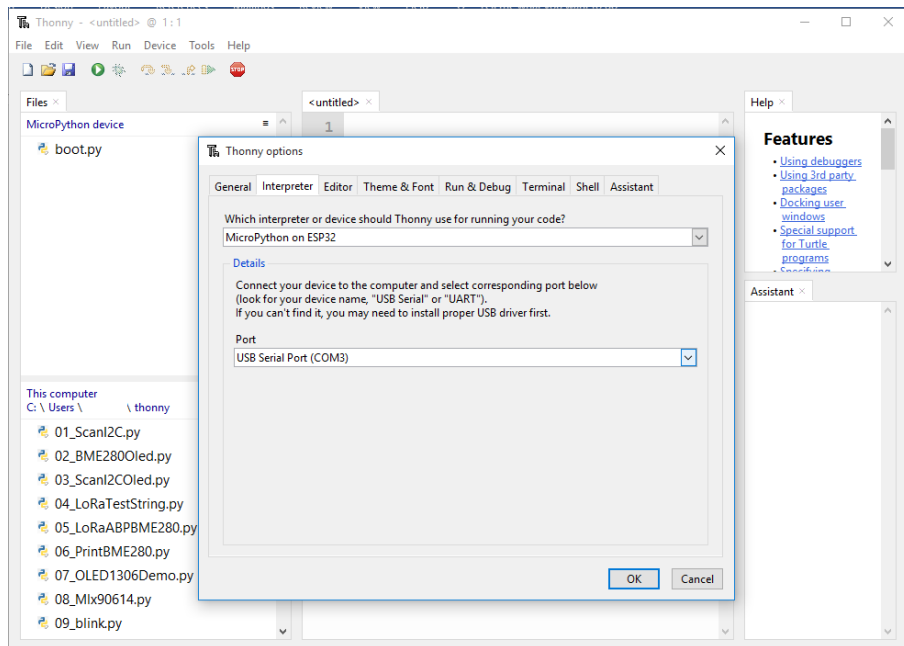 Thonny - <untitled> @ 1:1
File Edit View Run Device Tools Help
STOP
Files
<untitled>
Help
MicroPython device
1
boot.py
Features
Using debuggers
Using 3rd party
packages
Docking user
windows
Special support
for Turtle
programs
Specifying
Thonny options
General Interpreter Editor Theme & Font Run & Debug Terminal Shell Assistant
Which interpreter or device should Thonny use for running your code?
MicroPython on ESP32
Details
Connect your device to the computer and select corresponding port below
(look for your device name, "USB Serial" or "UART").
If you can't find it, you may need to install proper USB driver first.
Port
USB Serial Port (COM3)
OK Cancel
Assistant
This computer
C: \ Users \ \ thonny
01_ScanI2C.py
02_BME280Oled.py
03_ScanI2COled.py
04_LoRaTestString.py
05_LoRaABPBME280.py
06_PrintBME280.py
07_OLED1306Demo.py
08_Mlx90614.py
09_blink.py